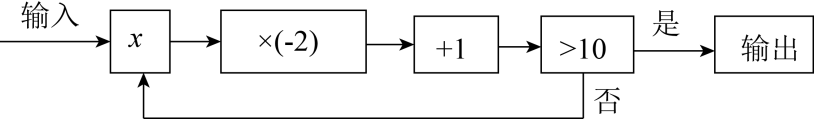 输入
x
×(-2)
+1
>10
是
输出
否